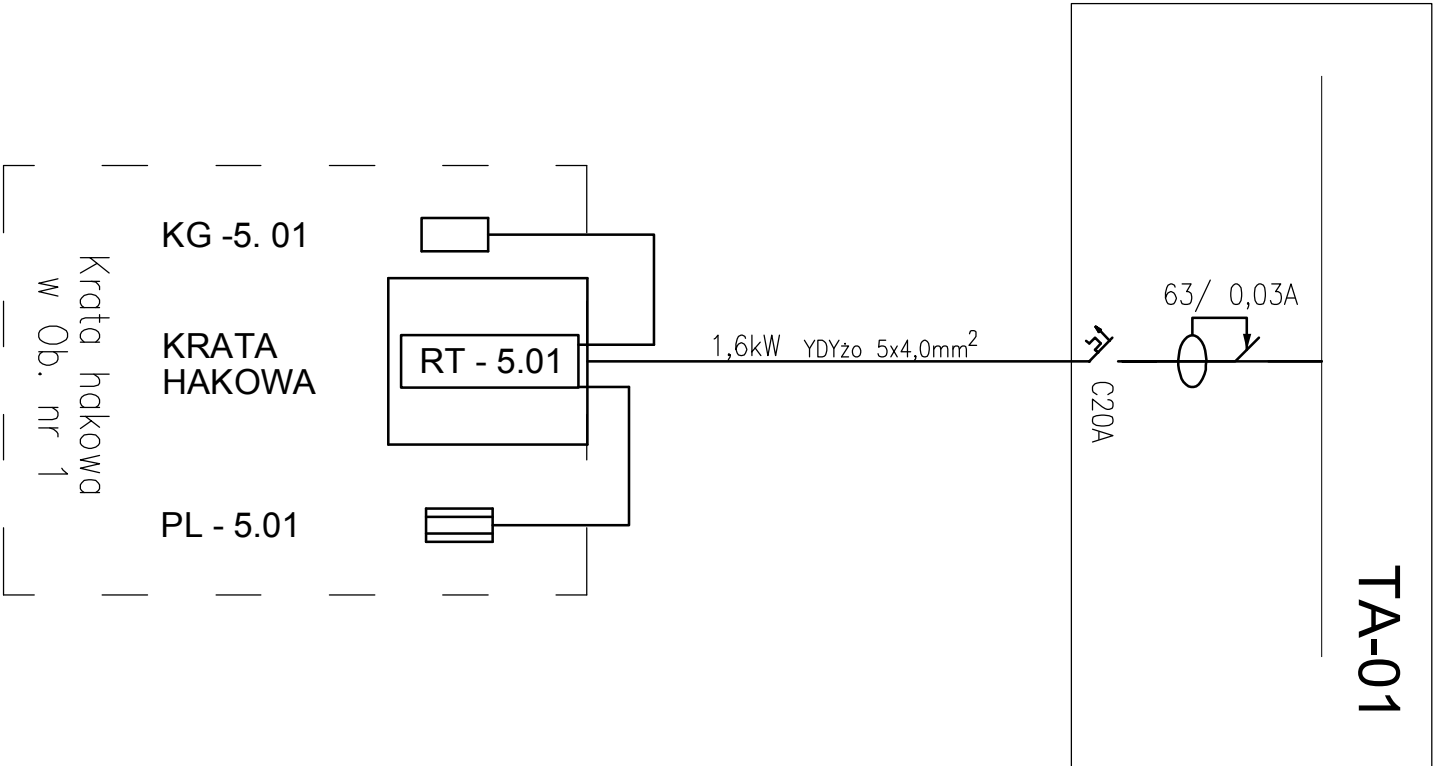 Krata hakowa
w Ob. nr 1
KG -5. 01
KRATA
HAKOWA
PL - 5.01
RT - 5.01
1,6kW YDYżo 5x4,0mm²
C20A
63/ 0,03A
TA-01